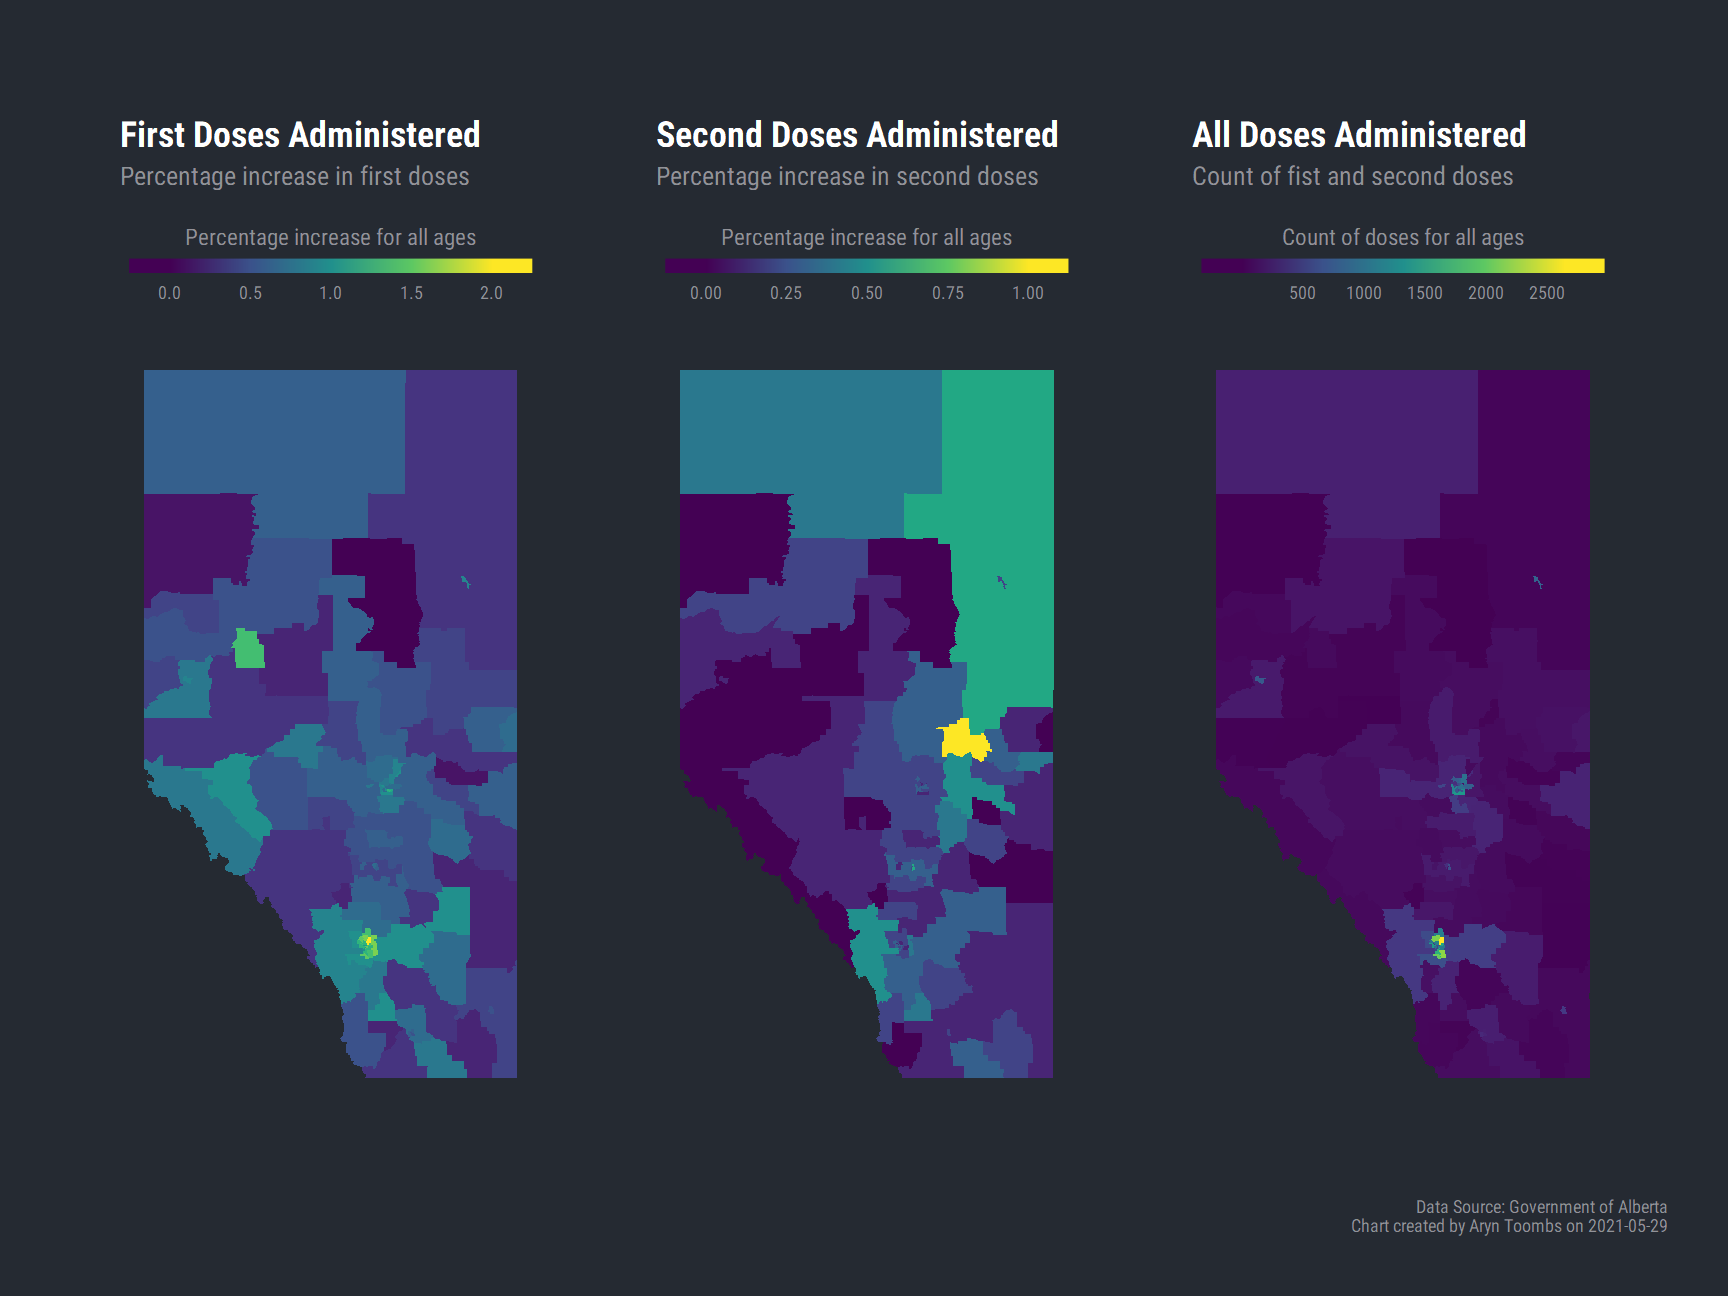 First Doses Administered
Percentage increase in first doses
Percentage increase for all ages
0.0 0.5 1.0 1.5 2.0
Second Doses Administered
Percentage increase in second doses
Percentage increase for all ages
0.00 0.25 0.50 0.75 1.00
All Doses Administered
Count of fist and second doses
Count of doses for all ages
500 1000 1500 2000 2500
Data Source: Government of Alberta
Chart created by Aryn Toombs on 2021-05-29